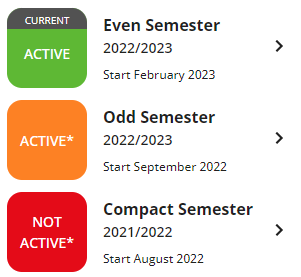 CURRENT
ACTIVE
Even Semester
2022/2023
Start February 2023
ACTIVE*
Odd Semester
2022/2023
Start September 2022
NOT
ACTIVE*
Compact Semester
2021/2022
Start August 2022